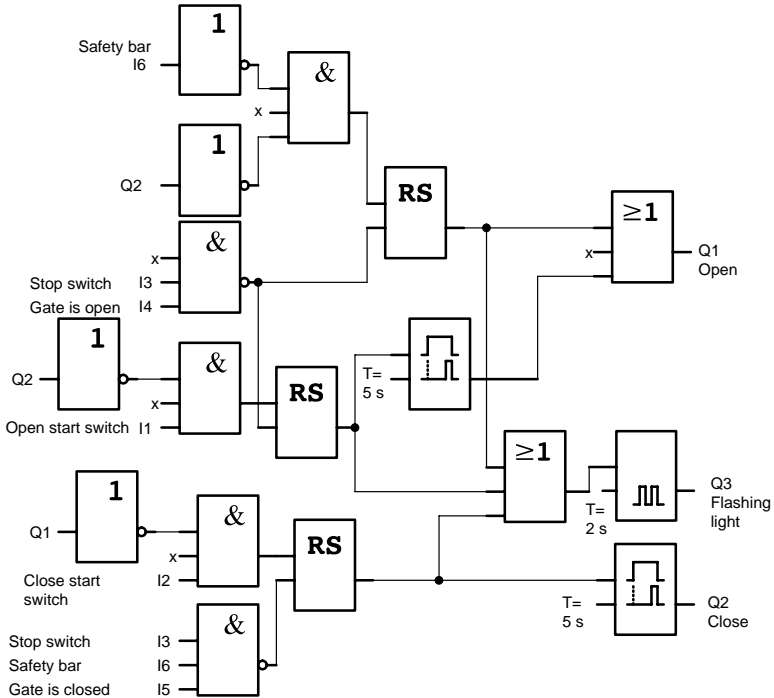 1
Safety bar
I6
&
x
1
Q2
RS
≥1
&
x
x
Q1
Open
Stop switch I3
Gate is open I4
1
&
Q2
T=
5 s
RS
x
Open start switch I1
≥1
1
Q3
Flashing
light
&
T=
2 s
Q1
RS
x
Close start
switch
I2
&
T=
5 s
Q2
Close
Stop switch I3
Safety bar I6
Gate is closed I5